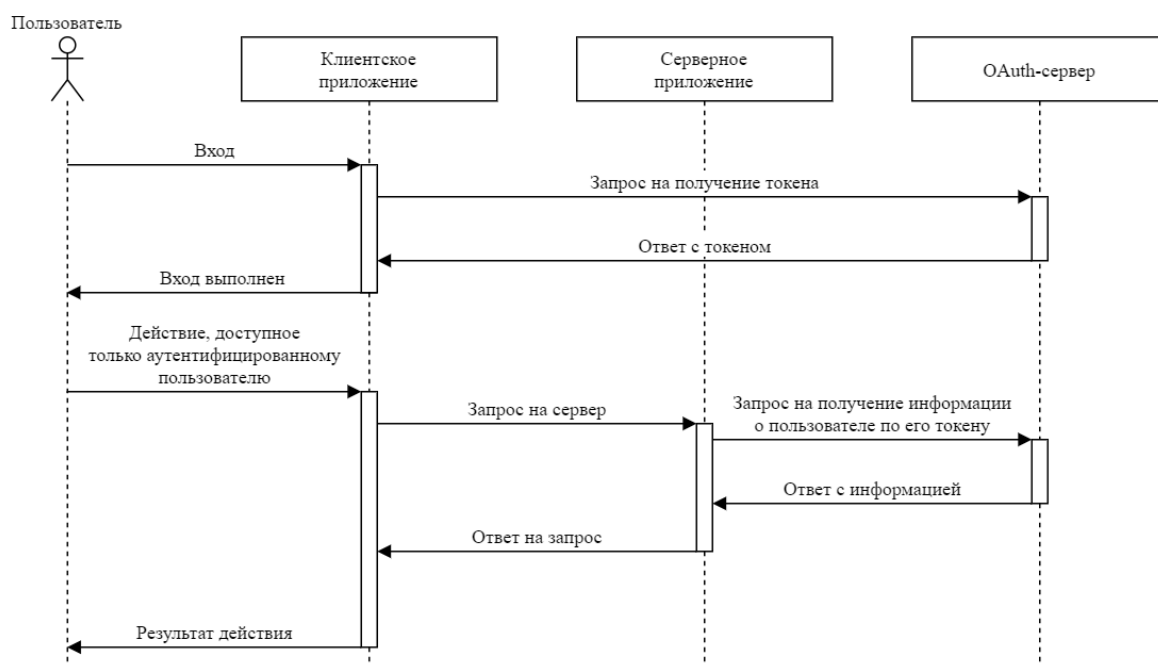 Пользователь
Клиентское
приложение
Серверное
приложение
OAuth-сервер
Вход
Запрос на получение токена
Ответ с токеном
Вход выполнен
Действие, доступное
только аутентифицированному
пользователю
Запрос на сервер
Запрос на получение информации
о пользователе по его токену
Ответ с информацией
Ответ на запрос
Результат действия